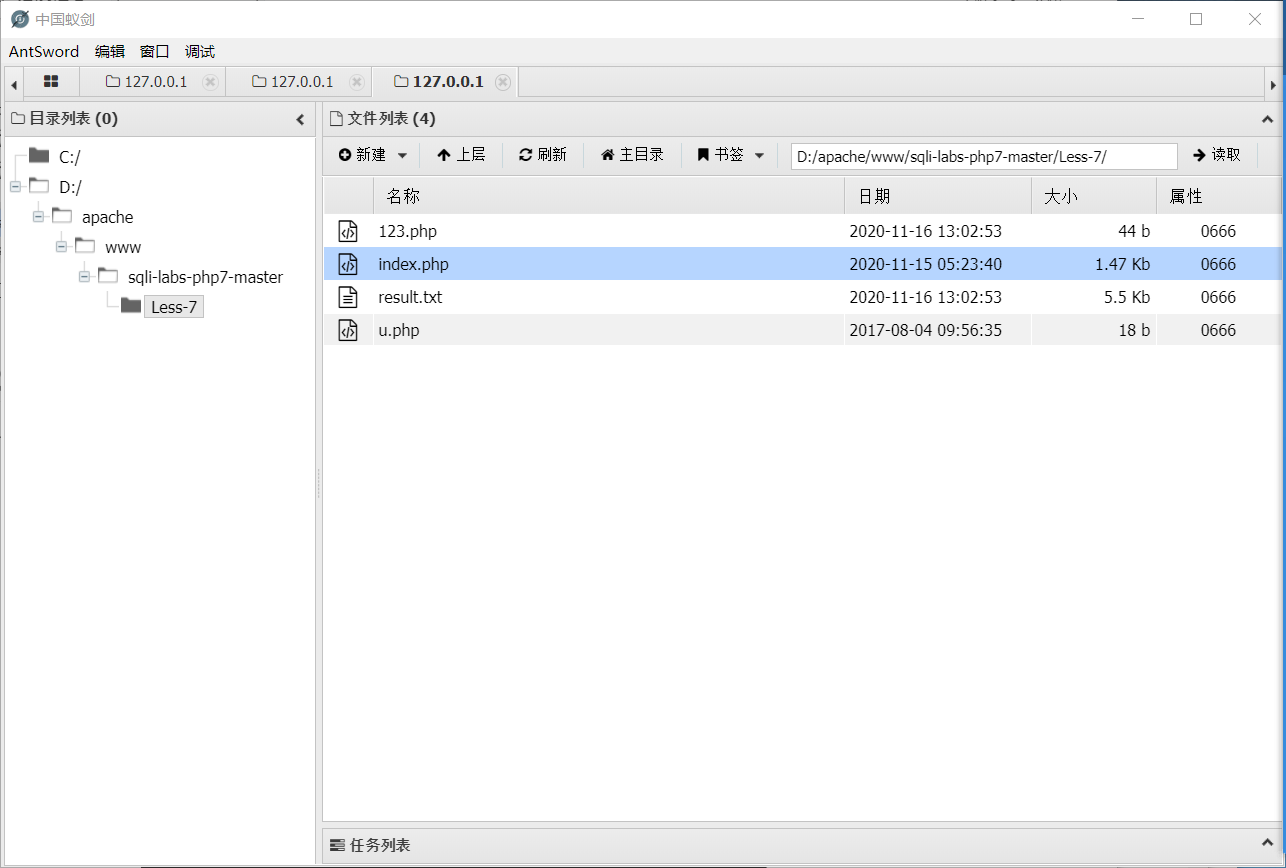 中国蚁剑
AntSword 编辑 窗口 调试
127.0.0.1 127.0.0.1 127.0.0.1
目录列表 (0)
C:/
D:/
apache
www
sqli-labs-php7-master
Less-7
文件列表 (4)
新建 上层 刷新 主目录 书签 D:/apache/www/sqli-labs-php7-master/Less-7/ 读取
名称 日期 大小 属性
123.php 2020-11-16 13:02:53 44 b 0666
index.php 2020-11-15 05:23:40 1.47 Kb 0666
result.txt 2020-11-16 13:02:53 5.5 Kb 0666
u.php 2017-08-04 09:56:35 18 b 0666
任务列表